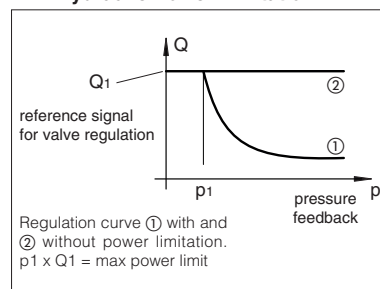 Q
Q1
②
reference signal
for valve regulation
①
p1
p
pressure
feedback
Regulation curve ① with and
② without power limitation.
p1 x Q1 = max power limit